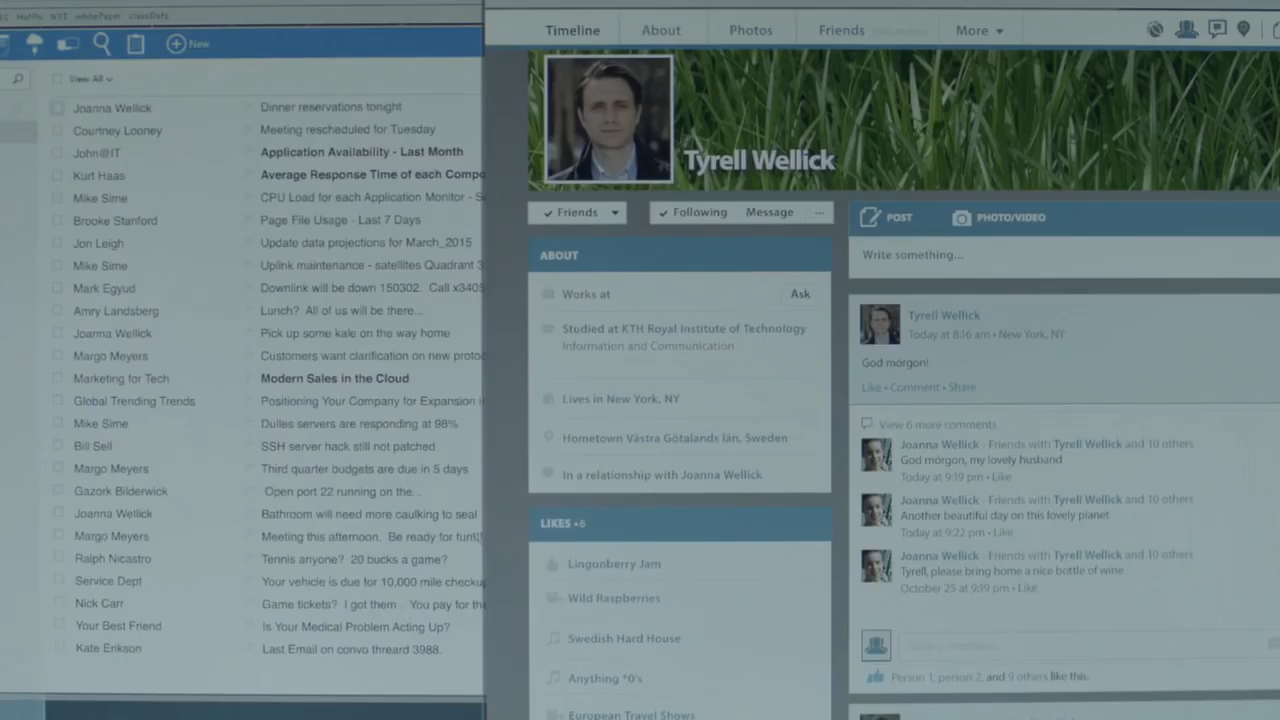 HufPo NYT whitePaper classDefs
New
View All
Joanna Wellick Dinner reservations tonight
Courtney Looney Meeting rescheduled for Tuesday
John@IT Application Availability - Last Month
Kurt Haas Average Response Time of each Compo
Mike Sime CPU Load for each Application Monitor - S
Brooke Stanford Page File Usage - Last 7 Days
Jon Leigh Update data projections for March_2015
Mike Sime Uplink maintenance - satellites Quadrant 3
Mark Egyud Downlink will be down 150302. Call x3405
Amry Landsberg Lunch? All of us will be there...
Joanna Wellick Pick up some kale on the way home
Margo Meyers Customers want clarification on new protoc
Marketing for Tech Modern Sales in the Cloud
Global Trending Trends Positioning Your Company for Expansion i
Mike Sime Dulles servers are responding at 98%
Bill Sell SSH server hack still not patched
Margo Meyers Third quarter budgets are due in 5 days
Gazork Bilderwick Open port 22 running on the...
Joanna Wellick Bathroom will need more caulking to seal
Margo Meyers Meeting this afternoon. Be ready for fun!
Ralph Nicastro Tennis anyone? 20 bucks a game?
Service Dept Your vehicle is due for 10,000 mile checkup
Nick Carr Game tickets? I got them . You pay for the
Your Best Friend Is Your Medical Problem Acting Up?
Kate Erikson Last Email on convo threard 3988.
Timeline About Photos Friends More
Tyrell Wellick
Friends Following Message ...
ABOUT
Works at Ask
Studied at KTH Royal Institute of Technology
Information and Communication
Lives in New York, NY
Hometown Västra Götalands län, Sweden
In a relationship with Joanna Wellick
LIKES • 6
Lingunberry Jam
Wild Raspberries
Swedish Hard House
Anything "0's
European Travel Shows
POST PHOTO/VIDEO
Write something...
Tyrell Wellick
Today at 8:16 am • New York, NY
God mórgon!
Like • Comment • Share
View 6 more comments
Joanna Wellick · Friends with Tyrell Wellick and 10 others
God mórgon, my lovely husband
Today at 9:19 pm • Like
Joanna Wellick · Friends with Tyrell Wellick and 10 others
Another beautiful day on this lovely planet
Today at 9:22 pm • Like
Joanna Wellick · Friends with Tyrell Wellick and 10 others
Tyrell, please bring home a nice bottle of wine
October 25 at 9:19 pm • Like
Person 1, person 2, and 9 others like this.
Tyrell Wellick